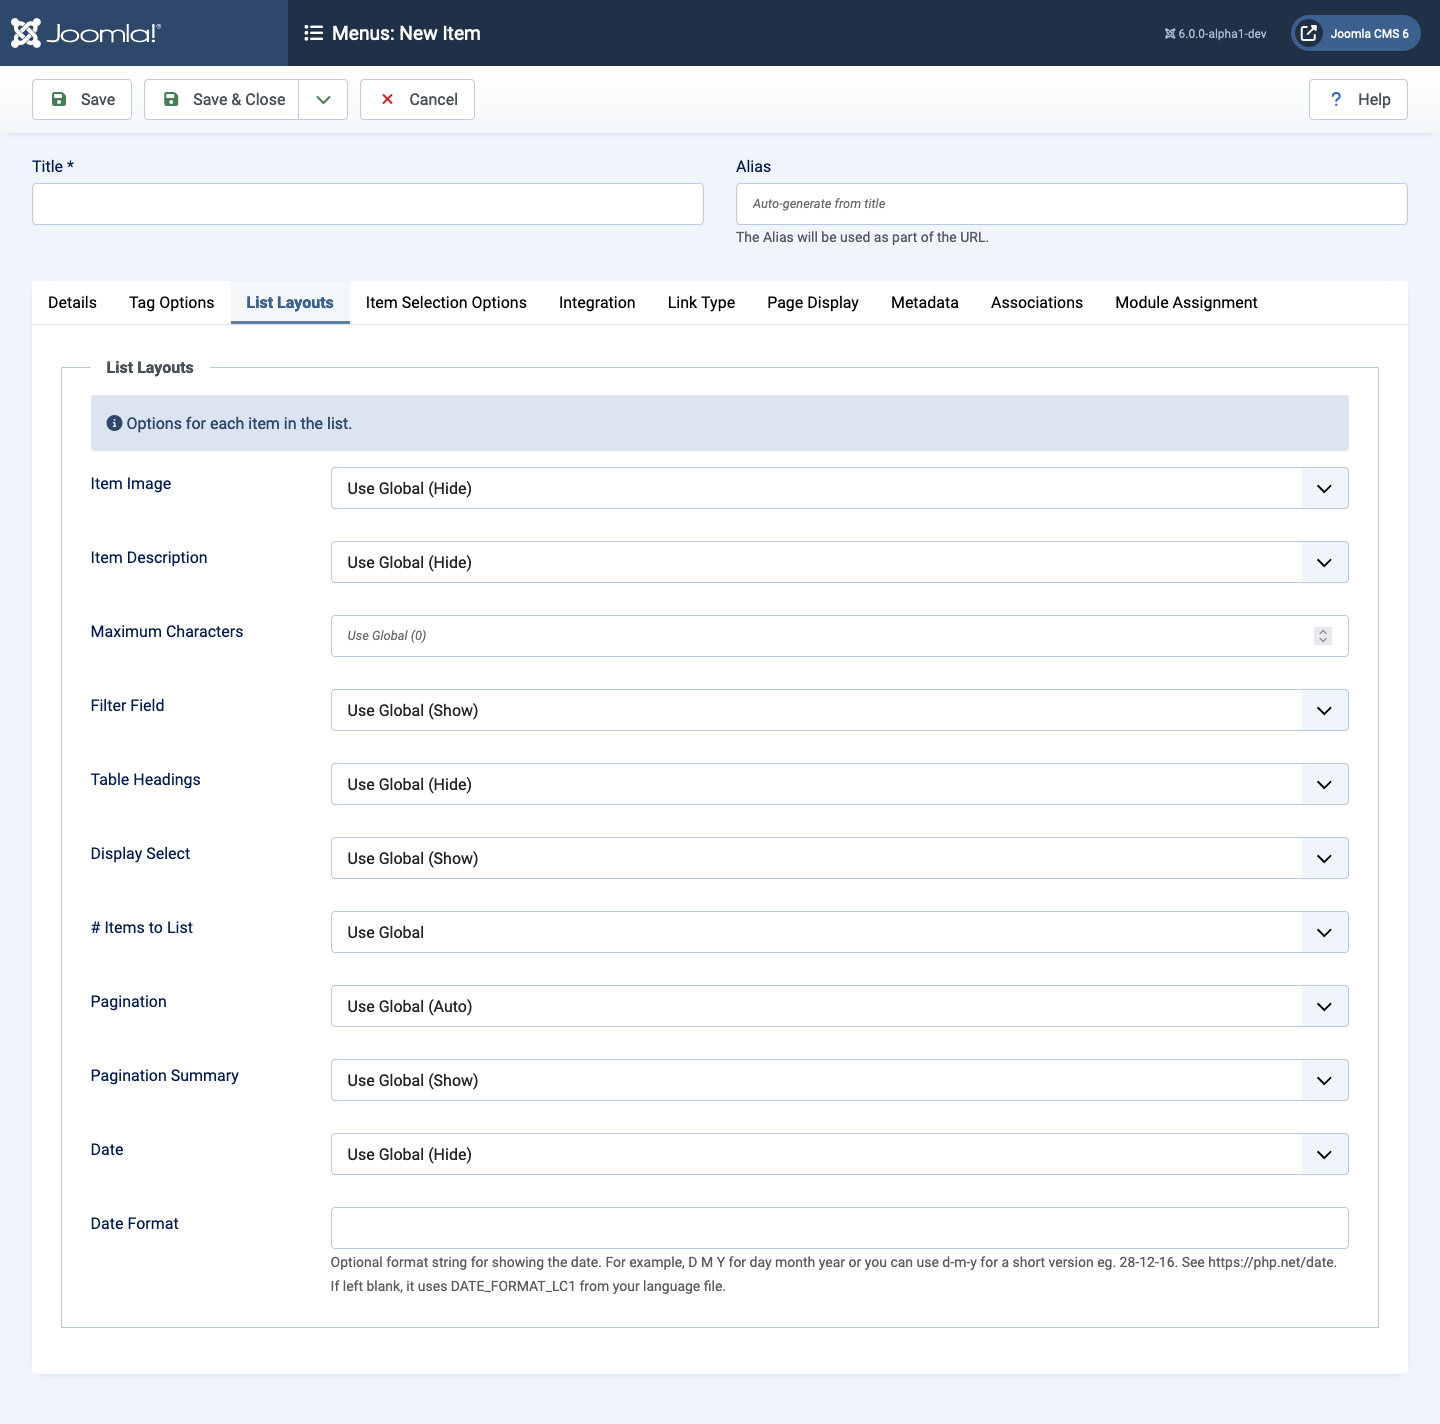 Joomla!®
Menus: New Item
6.0.0-alpha1-dev
Joomla CMS 6
Save
Save & Close
Cancel
? Help
Title *
Alias
Auto-generate from title
The Alias will be used as part of the URL.
Details Tag Options List Layouts Item Selection Options Integration Link Type Page Display Metadata Associations Module Assignment
List Layouts
Options for each item in the list.
Item Image
Use Global (Hide)
Item Description
Use Global (Hide)
Maximum Characters
Use Global (0)
Filter Field
Use Global (Show)
Table Headings
Use Global (Hide)
Display Select
Use Global (Show)
# Items to List
Use Global
Pagination
Use Global (Auto)
Pagination Summary
Use Global (Show)
Date
Use Global (Hide)
Date Format
Optional format string for showing the date. For example, D M Y for day month year or you can use d-m-y for a short version eg. 28-12-16. See https://php.net/date.
If left blank, it uses DATE_FORMAT_LC1 from your language file.